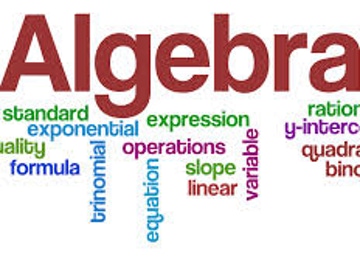 Algebra
standard
exponential
expression
ration
y-interc
uality
formula
trinomial
operations
equation
slope
linear
variable
quadra
bino